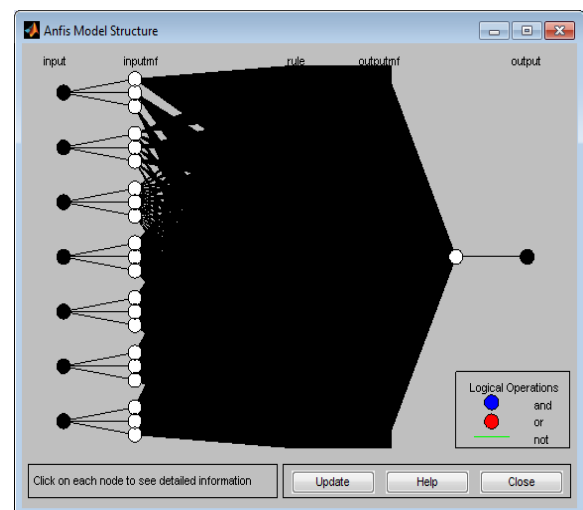 Anfis Model Structure
input inputmf rule outputmf output
Logical Operations
and
or
not
Click on each node to see detailed information
Update Help Close